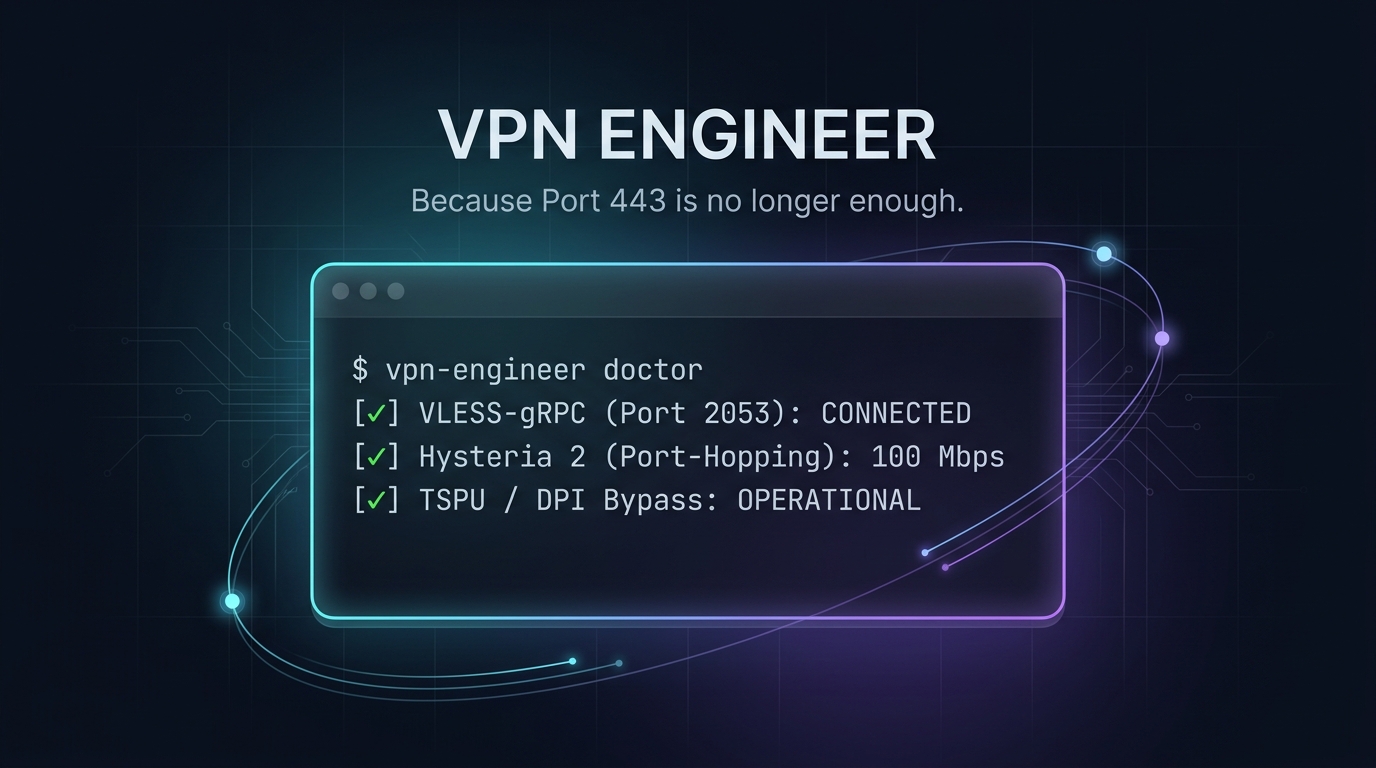 VPN ENGINEER
Because Port 443 is no longer enough.
$ vpn-engineer doctor
[✓] VLESS-gRPC (Port 2053): CONNECTED
[✓] Hysteria 2 (Port-Hopping): 100 Mbps
[✓] TSPU / DPI Bypass: OPERATIONAL